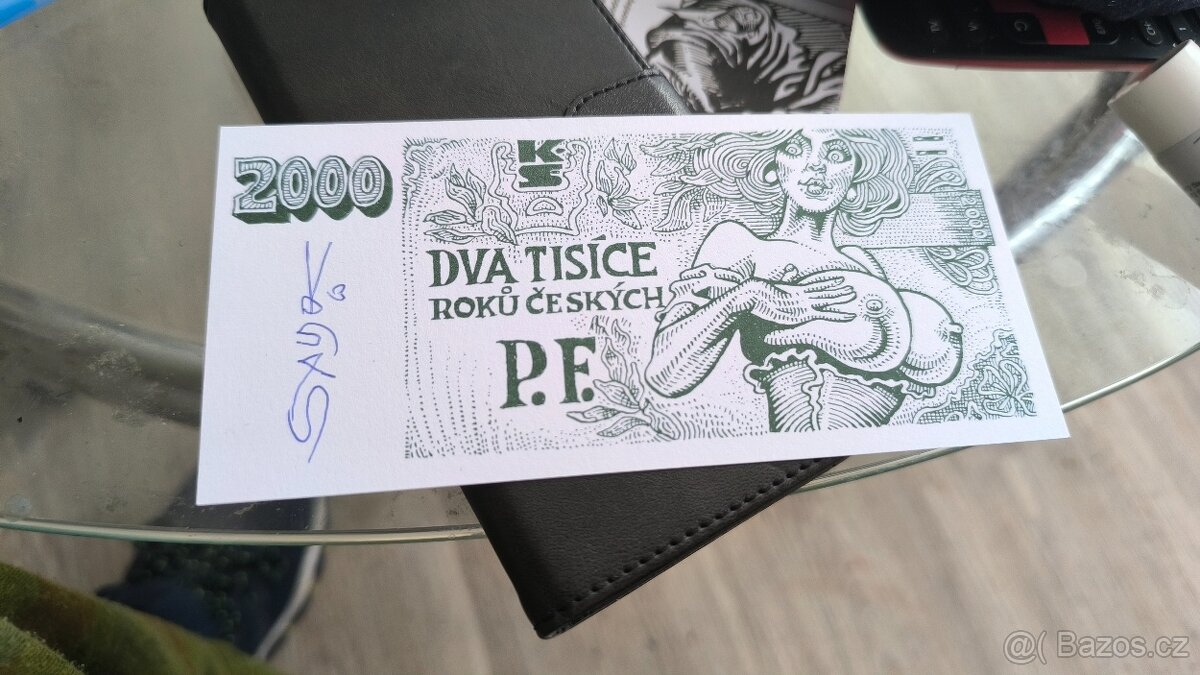 2000
K.
S
DVA TISÍCE
ROKŮ ČESKÝCH
P. F.
@( Bazos.cz